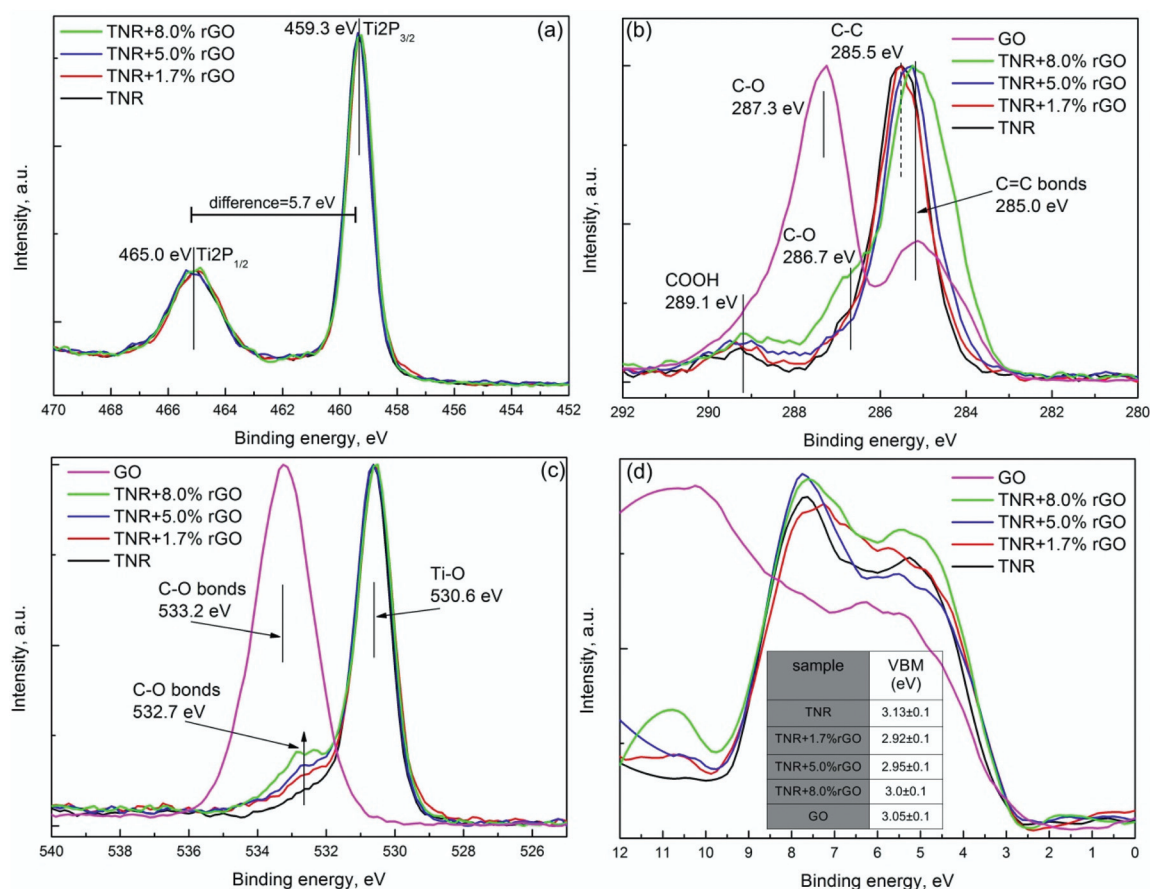 TNR+8.0% rGO
TNR+5.0% rGO
TNR+1.7% rGO
TNR
459.3 eV Ti2P3/2
(a)
difference=5.7 eV
465.0 eV Ti2P1/2
Intensity, a.u.
470 468 466 464 462 460 458 456 454 452
Binding energy, eV
(b)
C-C
285.5 eV
GO
TNR+8.0% rGO
TNR+5.0% rGO
TNR+1.7% rGO
TNR
C-O
287.3 eV
C=C bonds
285.0 eV
C-O
286.7 eV
COOH
289.1 eV
Intensity, a.u.
292 290 288 286 284 282 280
Binding energy, eV
GO
TNR+8.0% rGO
TNR+5.0% rGO
TNR+1.7% rGO
TNR
(c)
C-O bonds
533.2 eV
Ti-O
530.6 eV
C-O bonds
532.7 eV
Intensity, a.u.
540 538 536 534 532 530 528 526
Binding energy, eV
(d)
GO
TNR+8.0% rGO
TNR+5.0% rGO
TNR+1.7% rGO
TNR
sample VBM
(eV)
TNR 3.13±0.1
TNR+1.7%rGO 2.92±0.1
TNR+5.0%rGO 2.95±0.1
TNR+8.0%rGO 3.0±0.1
GO 3.05±0.1
Intensity, a.u.
12 11 10 9 8 7 6 5 4 3 2 1 0
Binding energy, eV